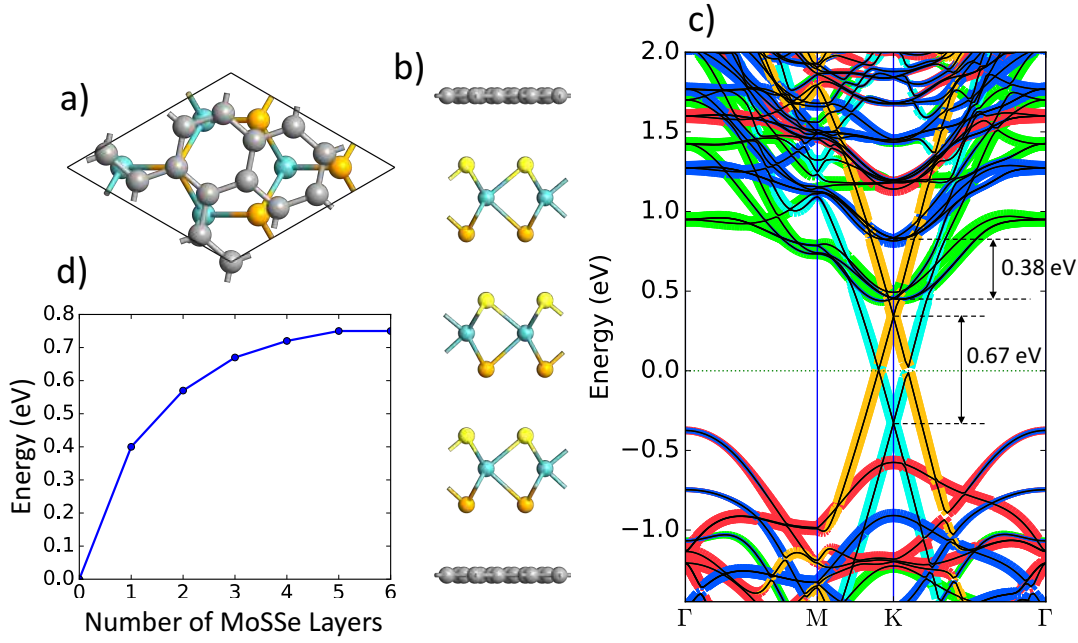 a)
b)
c)
d)
Energy (eV)
0.8
0.7
0.6
0.5
0.4
0.3
0.2
0.1
0.0
0 1 2 3 4 5 6
Number of MoSSe Layers
Energy (eV)
2.0
1.5
1.0
0.5
0.0
−0.5
−1.0
0.38 eV
0.67 eV
Γ M K Γ